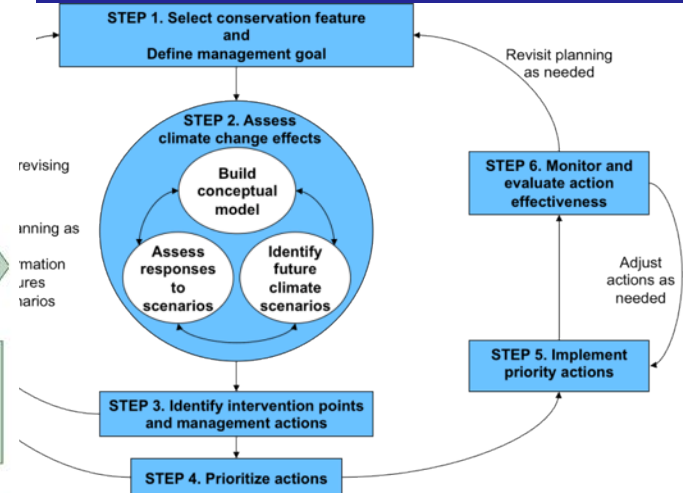 STEP 1. Select conservation feature
and
Define management goal
Revisit planning
as needed
STEP 2. Assess
climate change effects
Build
conceptual
model
Assess
responses
to
scenarios
Identify
future
climate
scenarios
revising
anning as
rmation
ures
narios
STEP 6. Monitor and
evaluate action
effectiveness
Adjust
actions as
needed
STEP 5. Implement
priority actions
STEP 3. Identify intervention points
and management actions
STEP 4. Prioritize actions